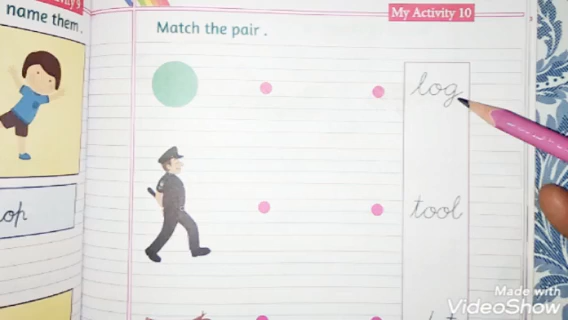 name them.
My Activity 10
Match the pair.
log
tool
op
Made with
VideoShow